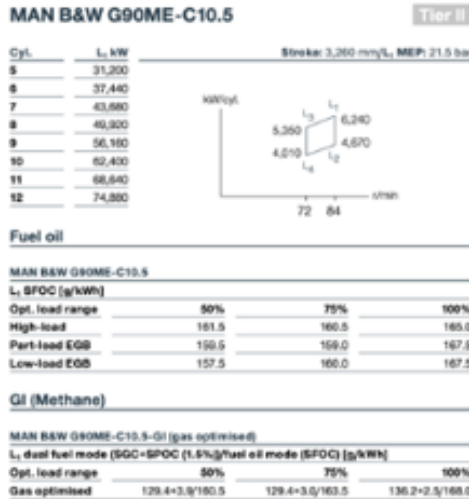 MAN B&W G90ME-C10.5
Tier II
Cyl. L₁ kW Stroke: 3,260 mm/L₁ MEP: 21.5 bar
5 31,200
6 37,440
7 43,680
8 49,920
9 56,160
10 62,400
11 68,640
12 74,880
kW/cyl.
L₃ L₁
5,350 6,240
4,010 4,670
L₄ L₂
r/min
72 84
Fuel oil
MAN B&W G90ME-C10.5
L₁ SFOC [g/kWh]
Opt. load range 50% 75% 100%
High-load 161.5 160.5 165.0
Part-load EGB 159.5 159.0 167.5
Low-load EGB 157.5 160.0 167.5
GI (Methane)
MAN B&W G90ME-C10.5-GI (gas optimised)
L₁ dual fuel mode (SGC+SPOC (1.5%))/fuel oil mode (SFOC) [g/kWh]
Opt. load range 50% 75% 100%
Gas optimised 129.4+3.9/160.5 129.4+3.0/163.5 136.2+2.5/168.0